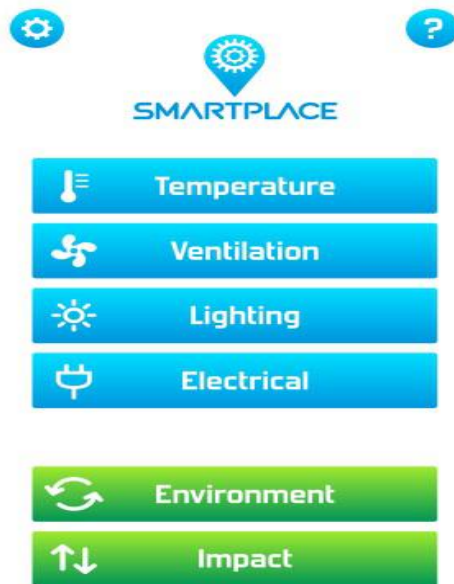 ?
SMARTPLACE
Temperature
Ventilation
Lighting
Electrical
Environment
Impact